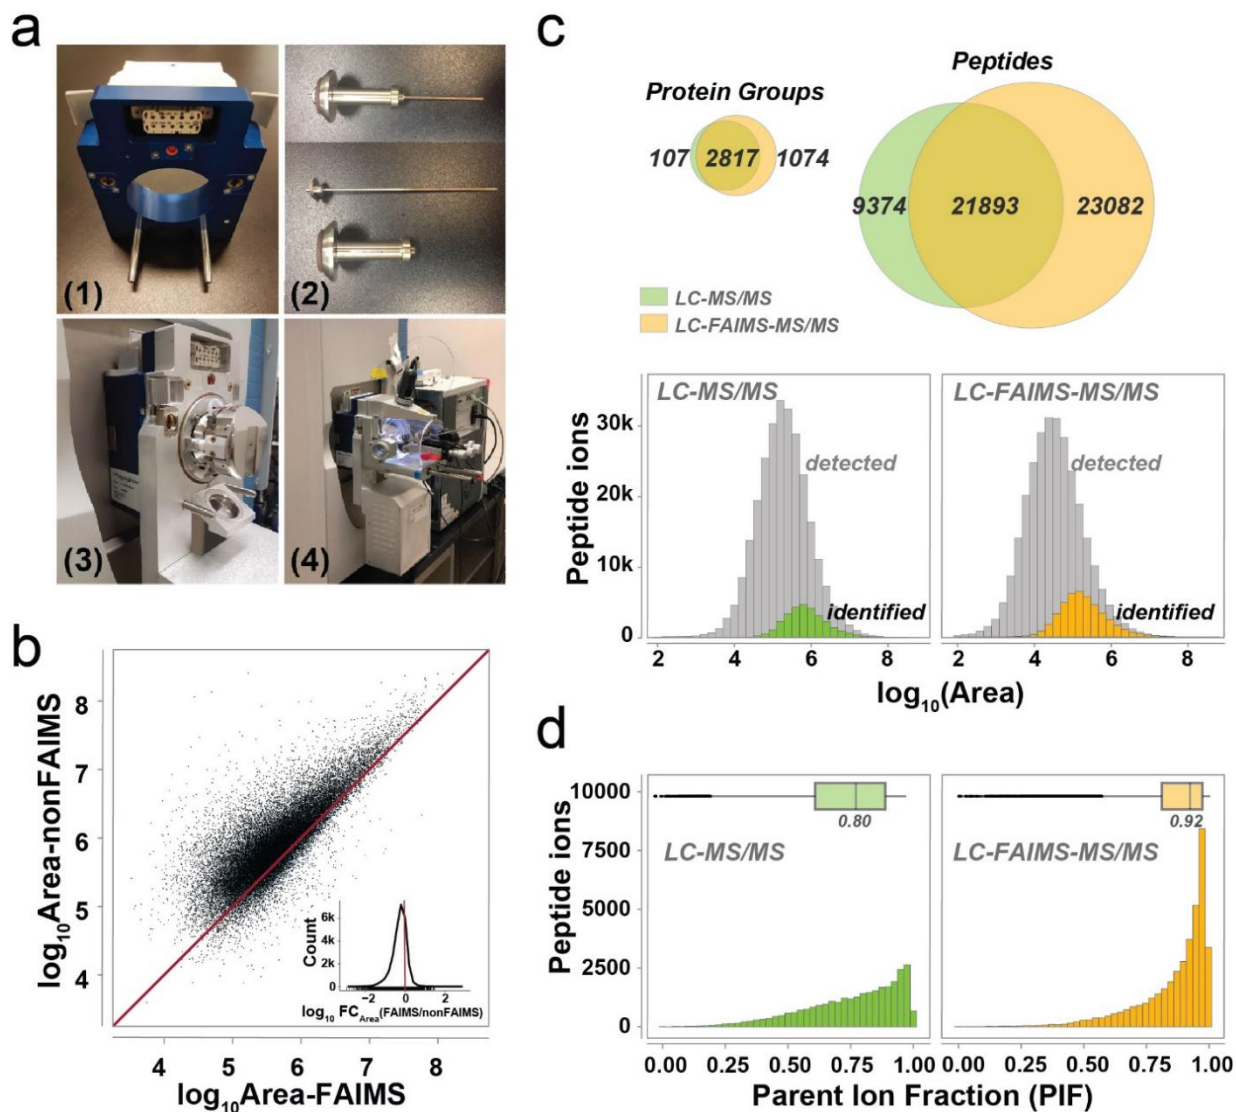 a
(1)
(2)
(3)
(4)
b
log10Area-nonFAIMS
8
7
6
5
4
4 5 6 7 8
log10Area-FAIMS
Count
6k
4k
2k
0
−2 0 2
log10 FCArea(FAIMS/nonFAIMS)
c
Protein Groups
107 2817 1074
Peptides
9374 21893 23082
LC-MS/MS
LC-FAIMS-MS/MS
Peptide ions
30k
20k
10k
0
LC-MS/MS
detected
identified
2 4 6 8
LC-FAIMS-MS/MS
detected
identified
2 4 6 8
log10(Area)
d
Peptide ions
10000
7500
5000
2500
0
0.80
LC-MS/MS
0.00 0.25 0.50 0.75 1.00
0.92
LC-FAIMS-MS/MS
0.00 0.25 0.50 0.75 1.00
Parent Ion Fraction (PIF)